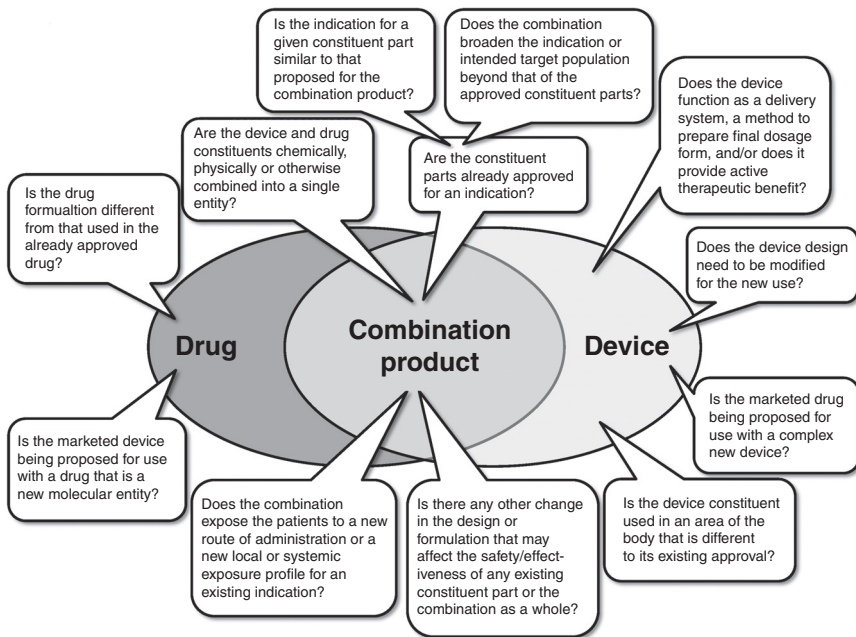 Is the indication for a
given constituent part
similar to that
proposed for the
combination product?
Does the combination
broaden the indication or
intended target population
beyond that of the
approved constituent parts?
Does the device
function as a delivery
system, a method to
prepare final dosage
form, and/or does it
provide active
therapeutic benefit?
Are the device and drug
constituents chemically,
physically or otherwise
combined into a single
entity?
Are the constituent
parts already approved
for an indication?
Is the drug
formualtion different
from that used in the
already approved
drug?
Does the device design
need to be modified
for the new use?
Drug
Combination
product
Device
Is the marketed device
being proposed for use
with a drug that is a
new molecular entity?
Is the marketed drug
being proposed for
use with a complex
new device?
Does the combination
expose the patients to a new
route of administration or a
new local or systemic
exposure profile for an
existing indication?
Is there any other change
in the design or
formulation that may
affect the safety/effect-
iveness of any existing
constituent part or the
combination as a whole?
Is the device constituent
used in an area of the
body that is different
to its existing approval?